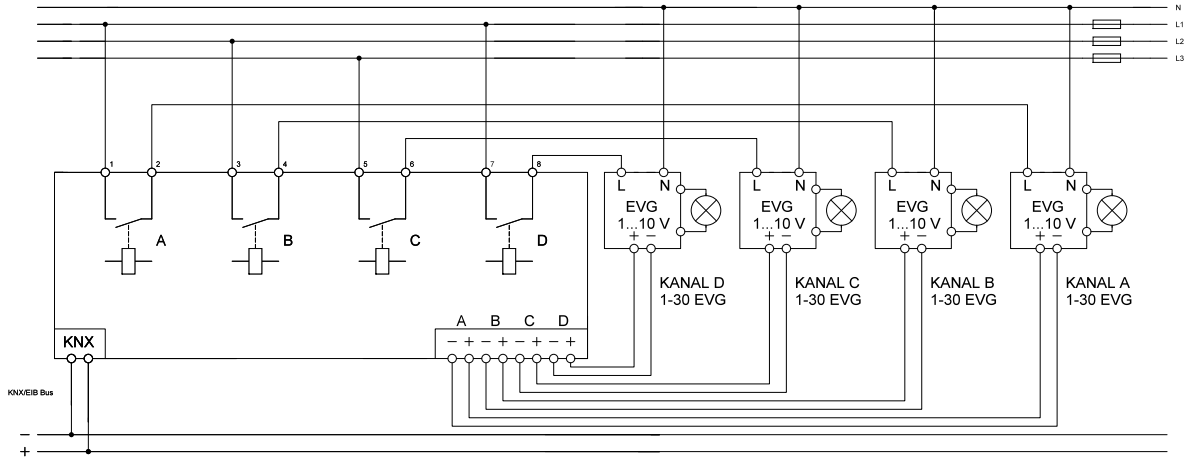 N
L1
L2
L3
1 2 3 4 5 6 7 8
L N L N L N L N
EVG EVG EVG EVG
1...10 V 1...10 V 1...10 V 1...10 V
+ − + − + − + −
A B C D
KANAL D KANAL C KANAL B KANAL A
1-30 EVG 1-30 EVG 1-30 EVG 1-30 EVG
A B C D
KNX − + − + − + − +
KNX/EIB Bus
−
+